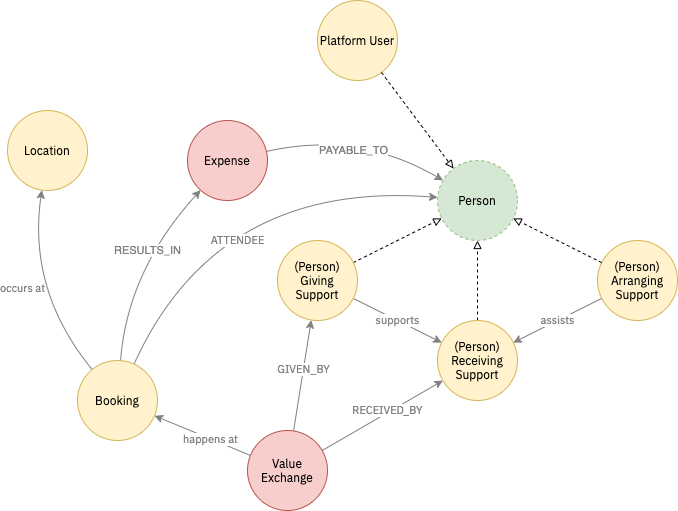 Platform User
Location
Expense
PAYABLE_TO
Person
RESULTS_IN
ATTENDEE
(Person)
Giving
Support
(Person)
Arranging
Support
occurs at
supports
assists
(Person)
Receiving
Support
GIVEN_BY
Booking
RECEIVED_BY
happens at
Value
Exchange